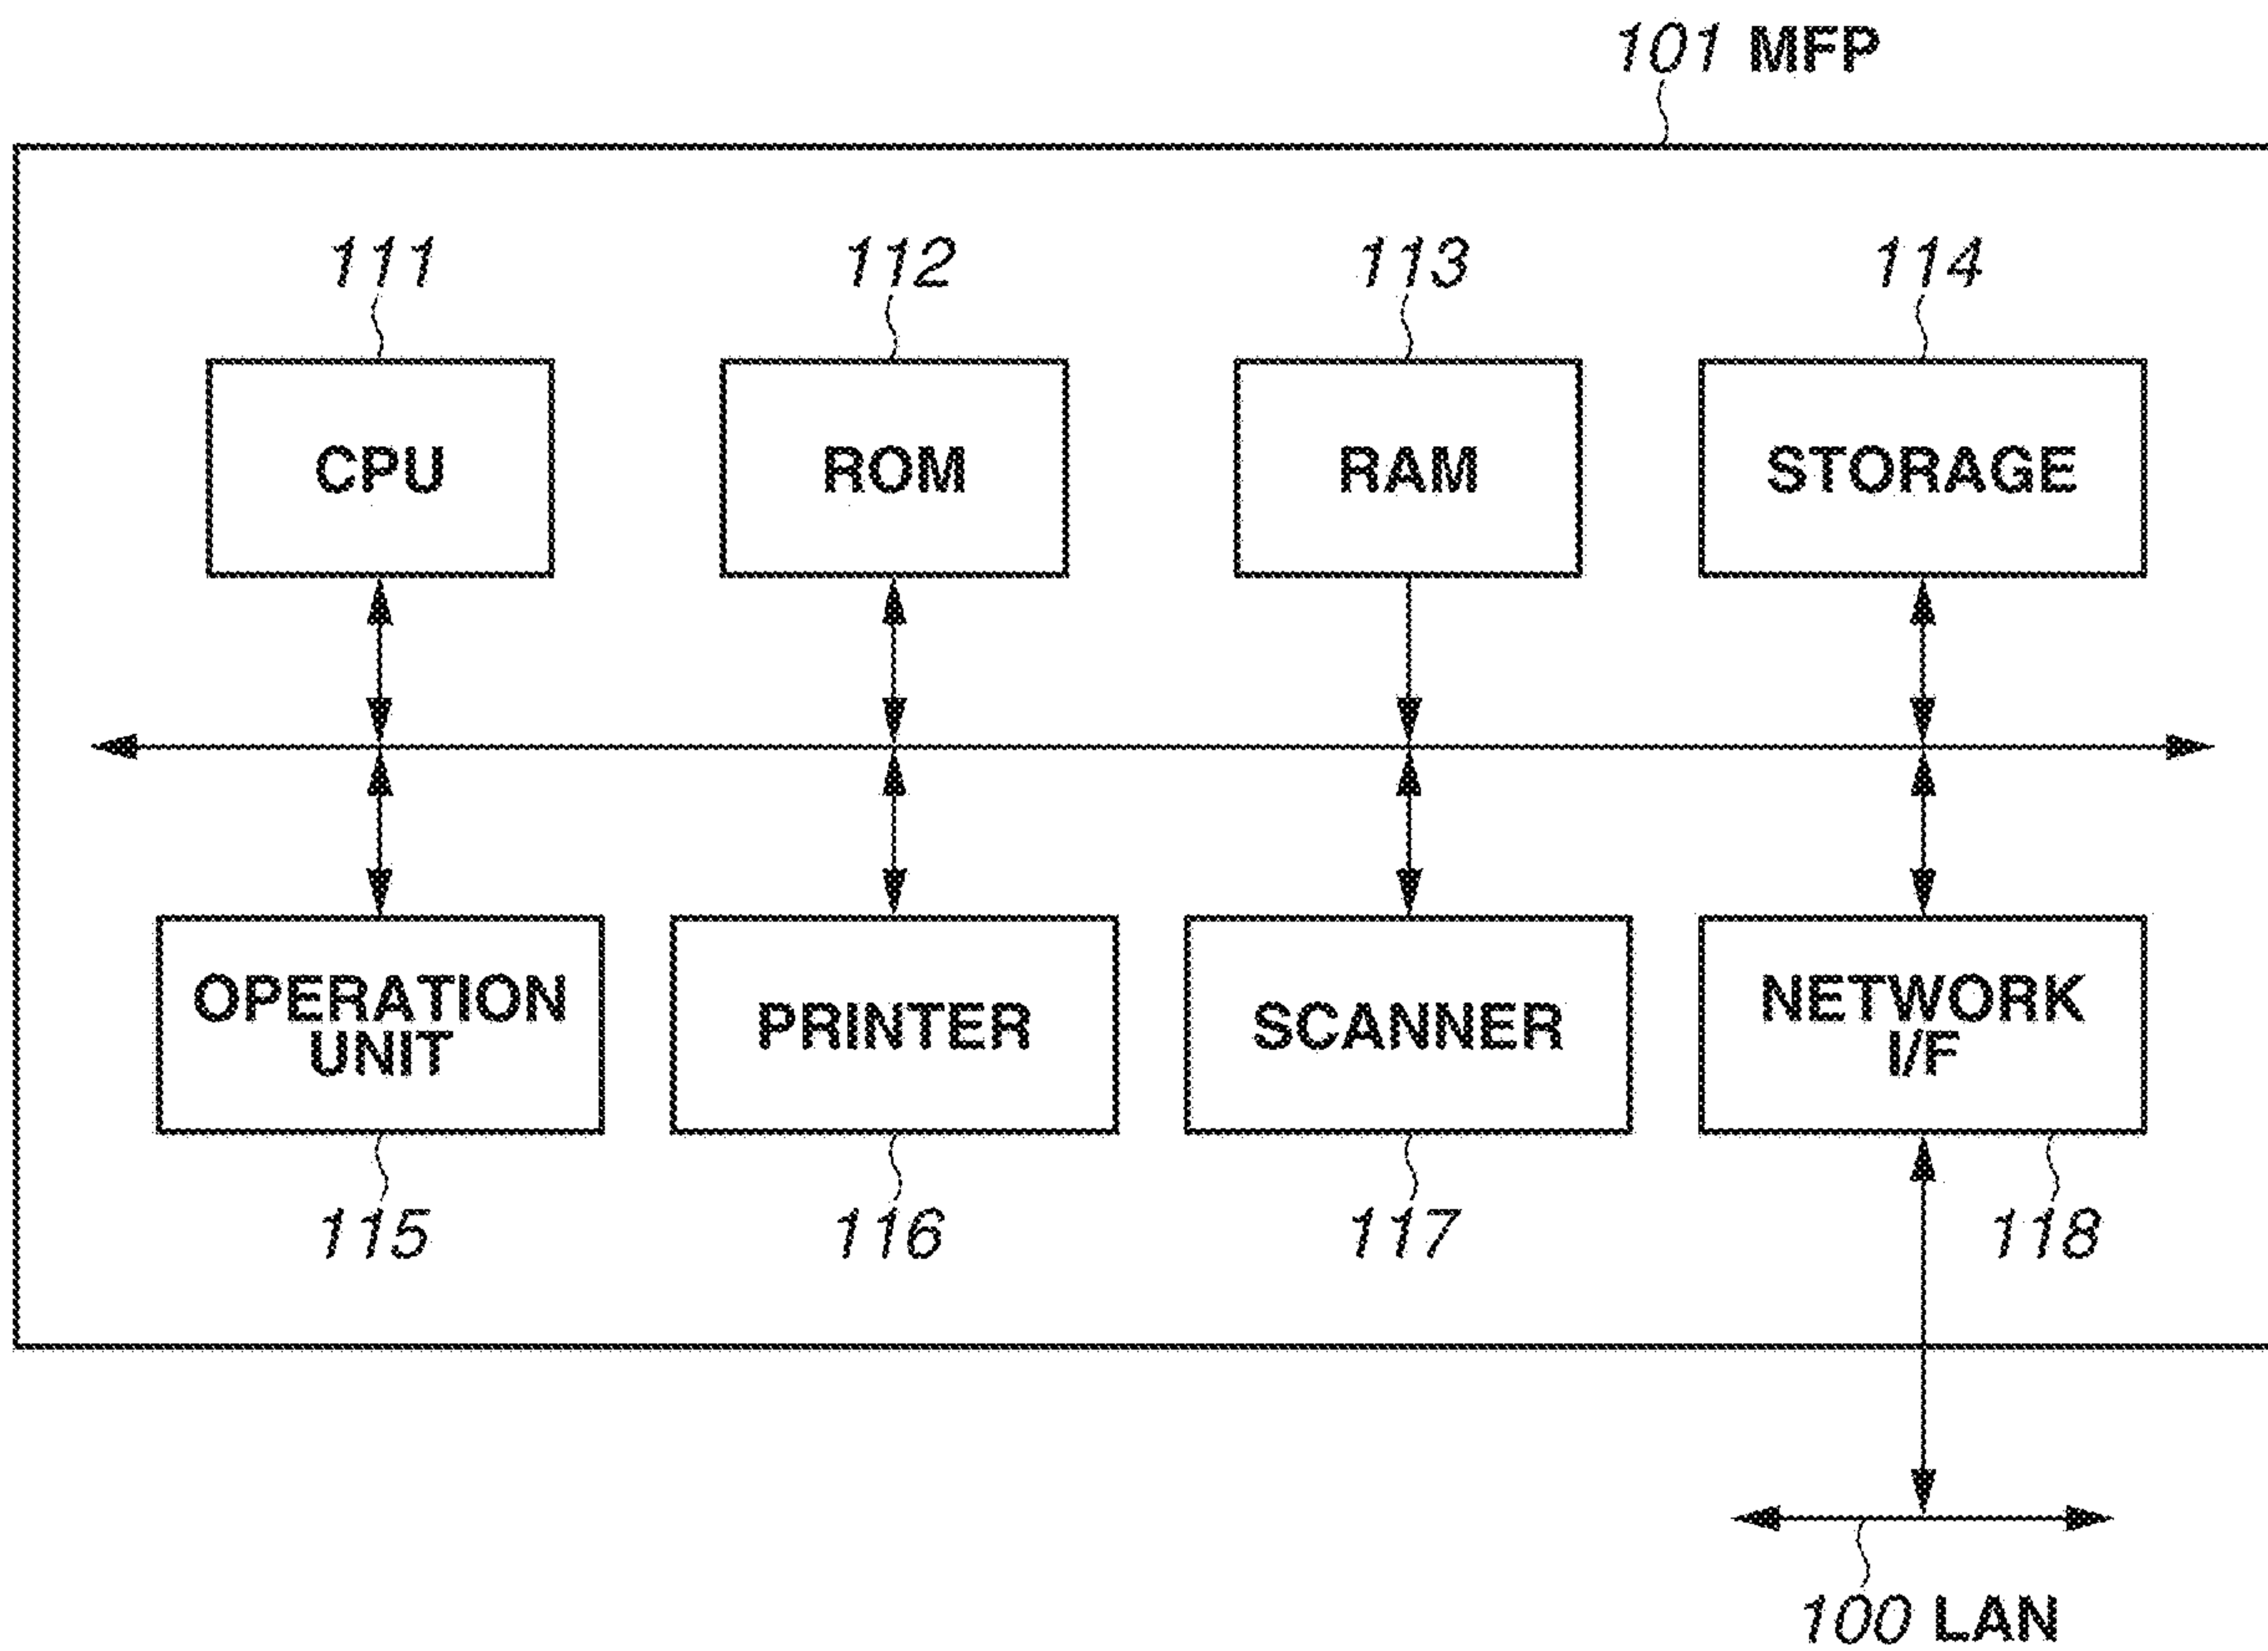 101 MFP
111
112
113
114
CPU
ROM
RAM
STORAGE
OPERATION
UNIT
PRINTER
SCANNER
NETWORK
I/F
115
116
117
118
100 LAN